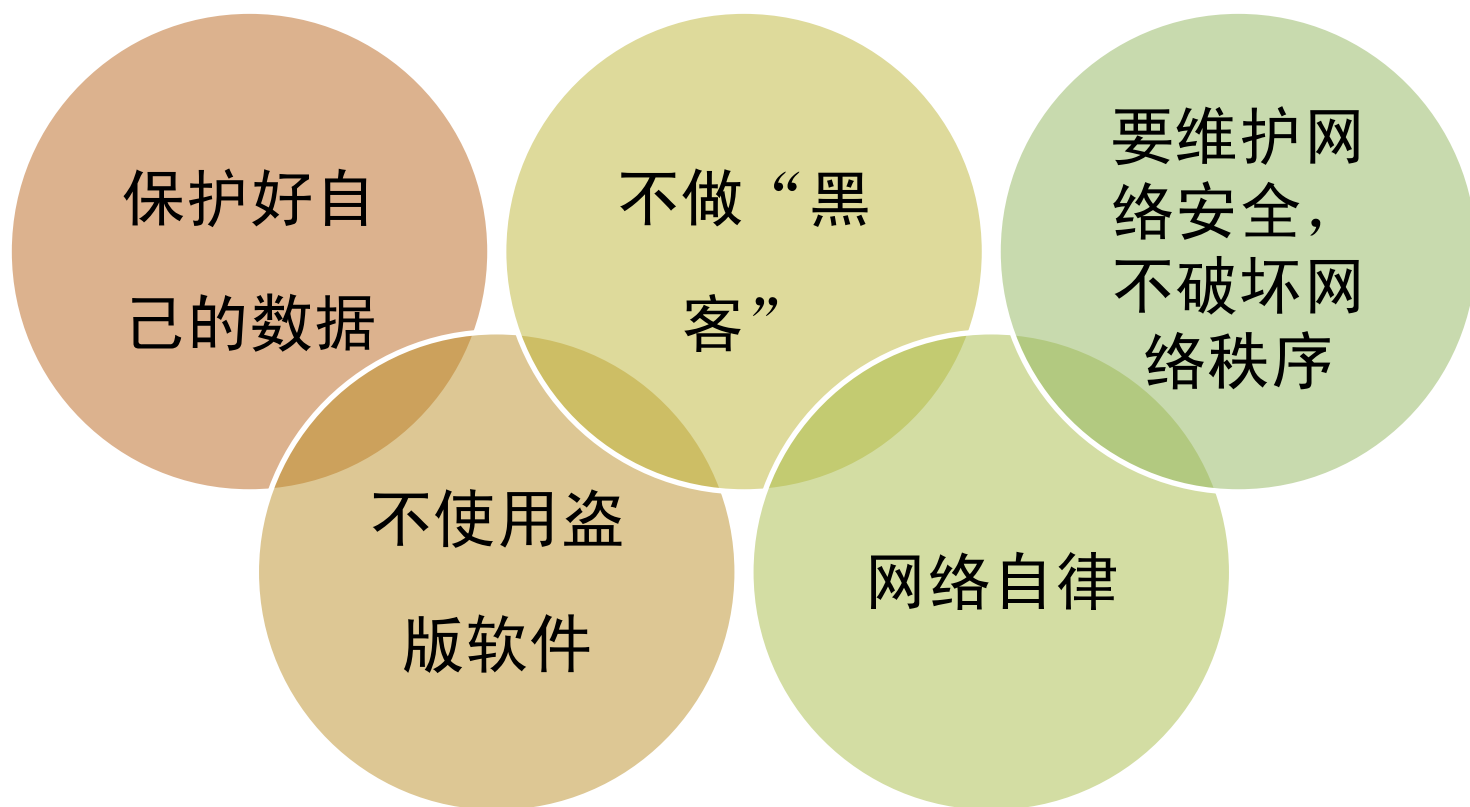 保护好自
己的数据
不使用盗
版软件
不做“黑
客”
网络自律
要维护网
络安全，
不破坏网
络秩序